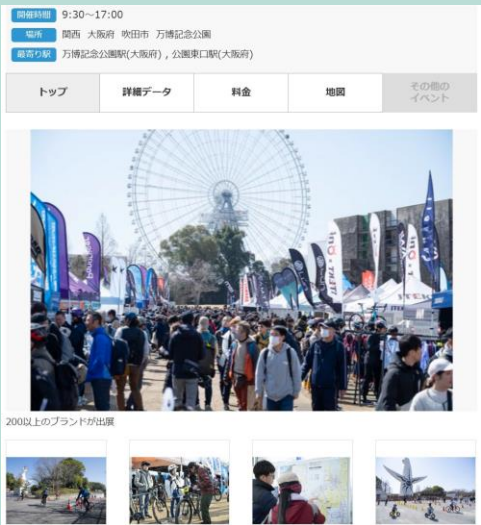 開催時間 9:30～17:00
場所 関西 大阪府 吹田市 万博記念公園
最寄り駅 万博記念公園駅(大阪府) , 公園東口駅(大阪府)
トップ 詳細データ 料金 地図 その他の
イベント
200以上のブランドが出展